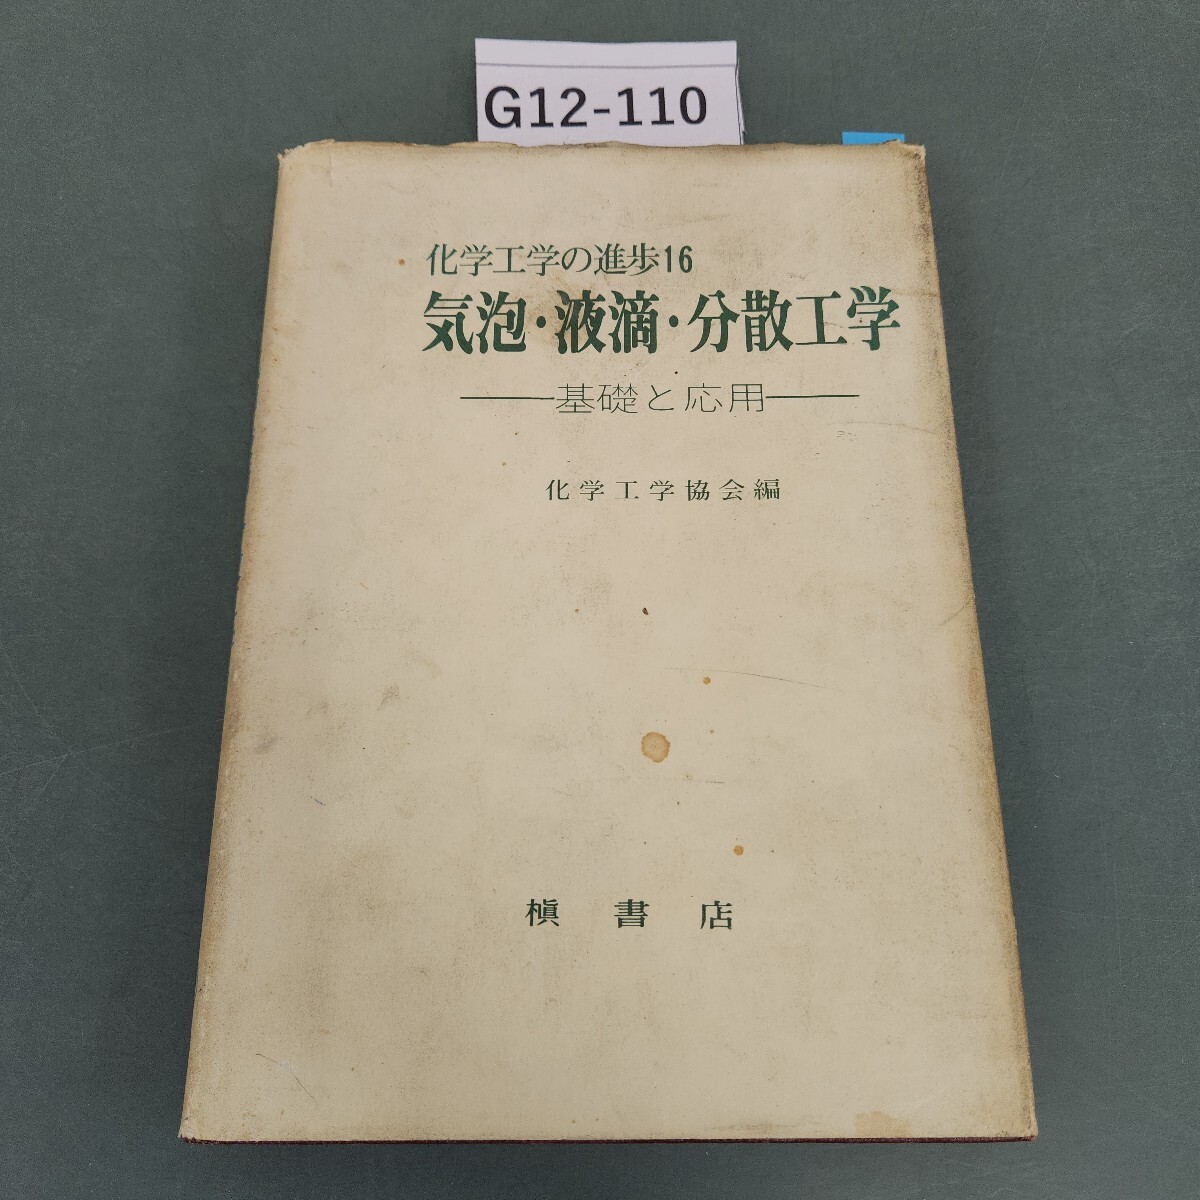 G12-110
化学工学の進歩16
気泡・液滴・分散工学
―基礎と応用―
化学工学協会編
槇書店